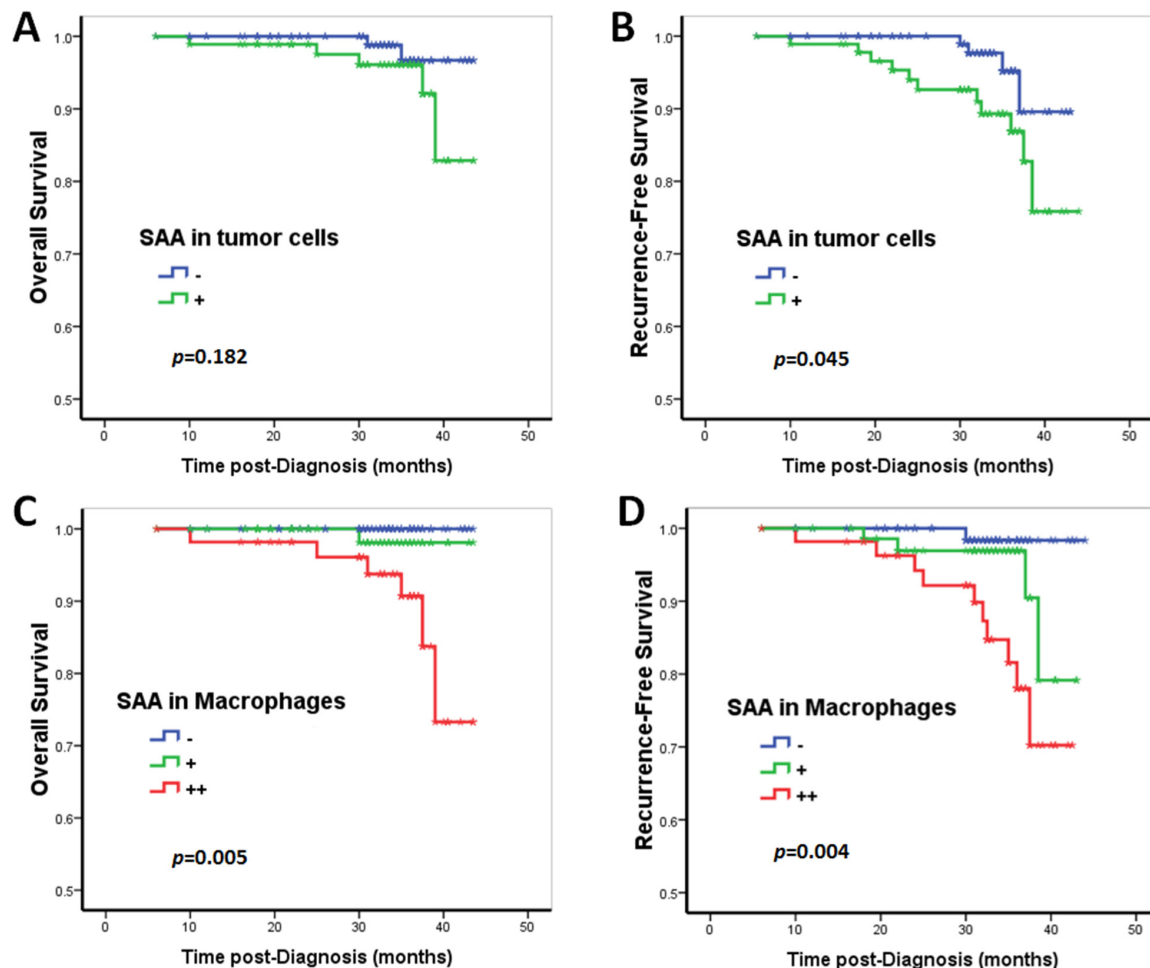 A
Overall Survival
1.0
0.9
0.8
0.7
0.6
0.5
SAA in tumor cells
-
+
p=0.182
0 10 20 30 40 50
Time post-Diagnosis (months)
B
Recurrence-Free Survival
1.0
0.9
0.8
0.7
0.6
0.5
SAA in tumor cells
-
+
p=0.045
0 10 20 30 40 50
Time post-Diagnosis (months)
C
Overall Survival
1.0
0.9
0.8
0.7
0.6
0.5
SAA in Macrophages
-
+
++
p=0.005
0 10 20 30 40 50
Time post-Diagnosis (months)
D
Recurrence-Free Survival
1.0
0.9
0.8
0.7
0.6
0.5
SAA in Macrophages
-
+
++
p=0.004
0 10 20 30 40 50
Time post-Diagnosis (months)